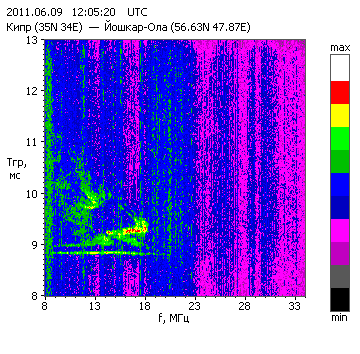 2011.06.09 12:05:20 UTC
Кипр (35N 34E) — Йошкар-Ола (56.63N 47.87E)
max
13
12
11
Tгр,
мс
10
9
8
8 13 18 23 28 33
f, МГц
min